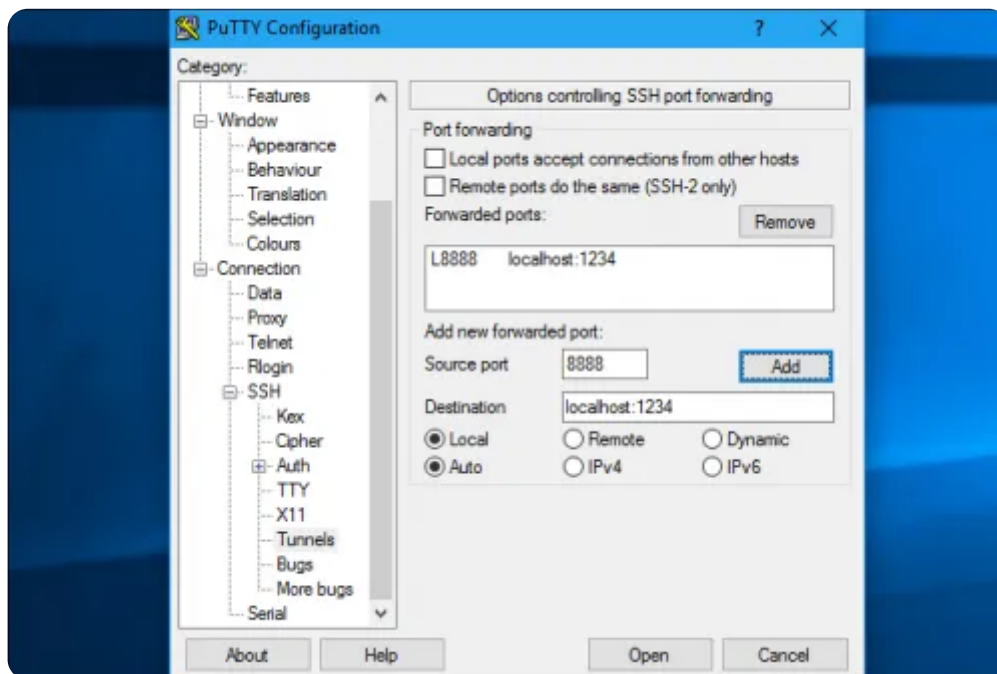 PuTTY Configuration ? X
Category:
Features
Window
Appearance
Behaviour
Translation
Selection
Colours
Connection
Data
Proxy
Telnet
Rlogin
SSH
Kex
Cipher
Auth
TTY
X11
Tunnels
Bugs
More bugs
Serial
Options controlling SSH port forwarding
Port forwarding
Local ports accept connections from other hosts
Remote ports do the same (SSH-2 only)
Forwarded ports:
Remove
L8888 localhost:1234
Add new forwarded port:
Source port 8888 Add
Destination localhost:1234
Local Remote Dynamic
Auto IPv4 IPv6
About Help Open Cancel